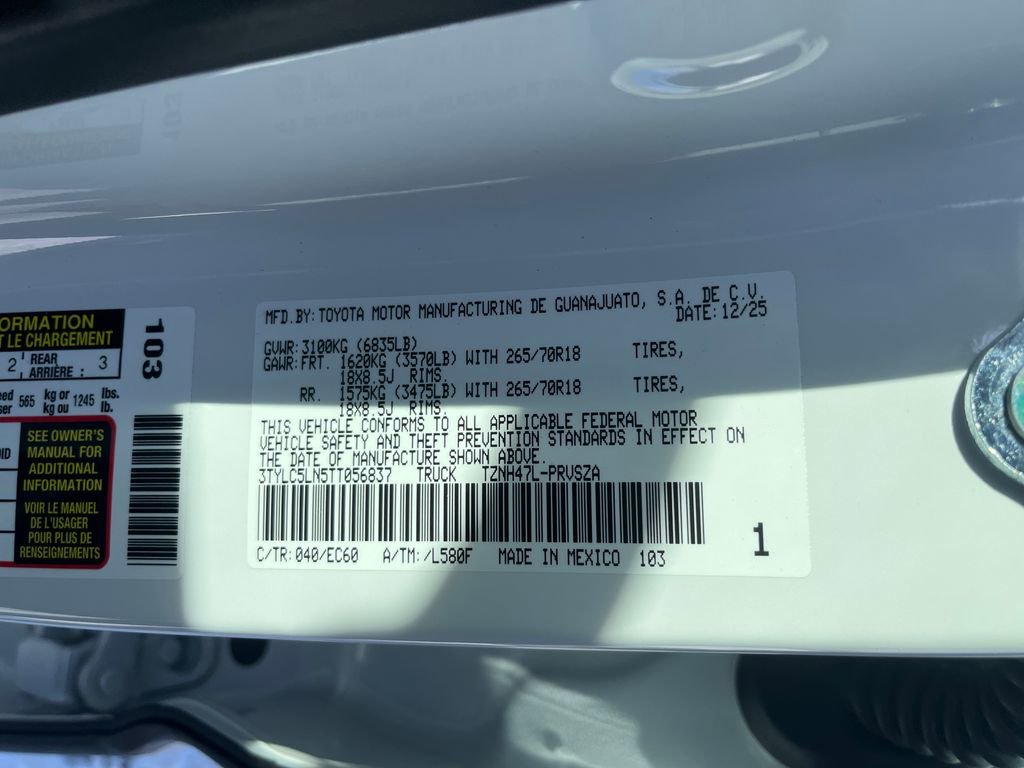 ORMATION
T LE CHARGEMENT
2 REAR ARRIÈRE : 3
565 kg or kg ou 1245 lbs. lb.
SEE OWNER'S
MANUAL FOR
ADDITIONAL
INFORMATION
VOIR LE MANUEL
DE L'USAGER
POUR PLUS DE
RENSEIGNEMENTS
103
MFD.BY:TOYOTA MOTOR MANUFACTURING DE GUANAJUATO, S.A. DE C.V.
DATE:12/25
GVWR:3100KG (6835LB)
GAWR:FRT. 1620KG (3570LB) WITH 265/70R18 TIRES,
18X8.5J RIMS,
RR. 1575KG (3475LB) WITH 265/70R18 TIRES,
18X8.5J RIMS,
THIS VEHICLE CONFORMS TO ALL APPLICABLE FEDERAL MOTOR
VEHICLE SAFETY AND THEFT PREVENTION STANDARDS IN EFFECT ON
THE DATE OF MANUFACTURE SHOWN ABOVE.
3TYLC5LN5TT056837 TRUCK TZNH47L-PRVSZA
C/TR:040/EC60 A/TM:/L580F MADE IN MEXICO 103
1